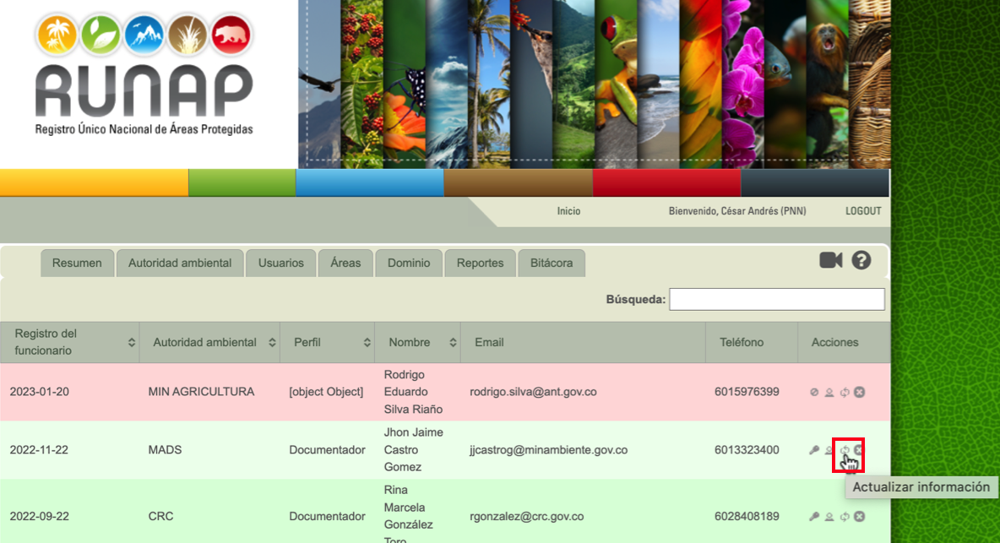 RUNAP
Registro Único Nacional de Áreas Protegidas
Inicio Bienvenido, César Andrés (PNN) LOGOUT
Resumen Autoridad ambiental Usuarios Áreas Dominio Reportes Bitácora
Búsqueda:
Registro del
funcionario
Autoridad ambiental Perfil Nombre Email Teléfono Acciones
2023-01-20 MIN AGRICULTURA [object Object]
Rodrigo
Eduardo
Silva Riaño
rodrigo.silva@ant.gov.co 6015976399
2022-11-22 MADS Documentador
Jhon Jaime
Castro
Gomez
jjcastrog@minambiente.gov.co 6013323400
Actualizar información
2022-09-22 CRC Documentador
Rina
Marcela
González
Toro
rgonzalez@crc.gov.co 6028408189